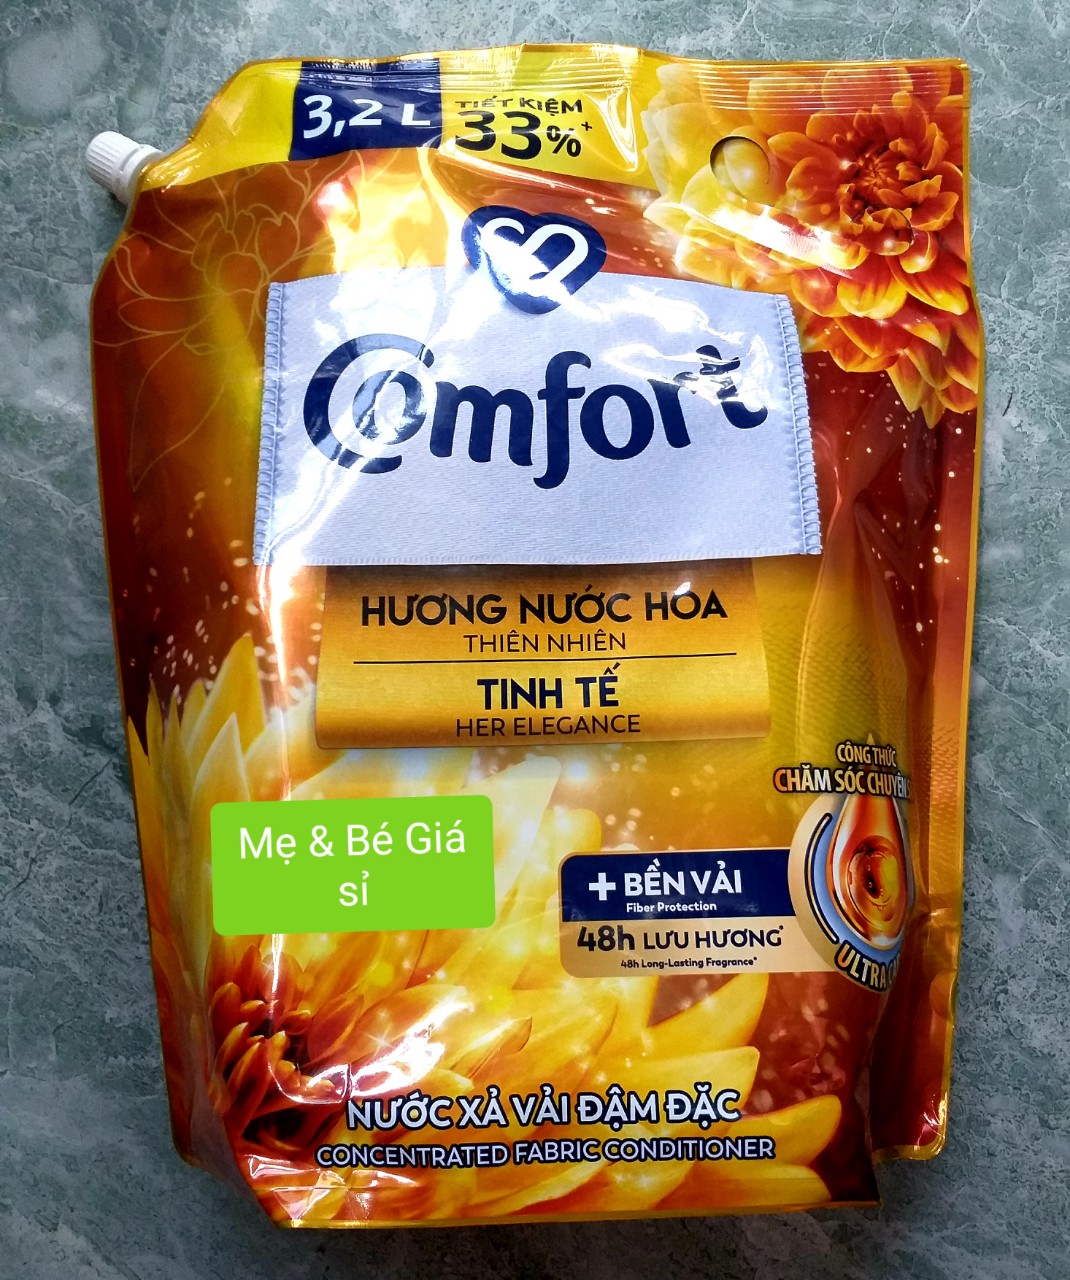 3,2 L
TIẾT KIỆM
33%+
Comfort
HƯƠNG NƯỚC HOA
THIÊN NHIÊN
TINH TẾ
HER ELEGANCE
CÔNG THỨC
CHĂM SÓC
Mẹ & Bé Giá
sỉ
+ BỀN VẢI
Fiber Protection
48h LƯU HƯƠNG*
48h Long-Lasting Fragrance*
ULTRA
NƯỚC XẢ VẢI ĐẬM ĐẶC
CONCENTRATED FABRIC CONDITIONER